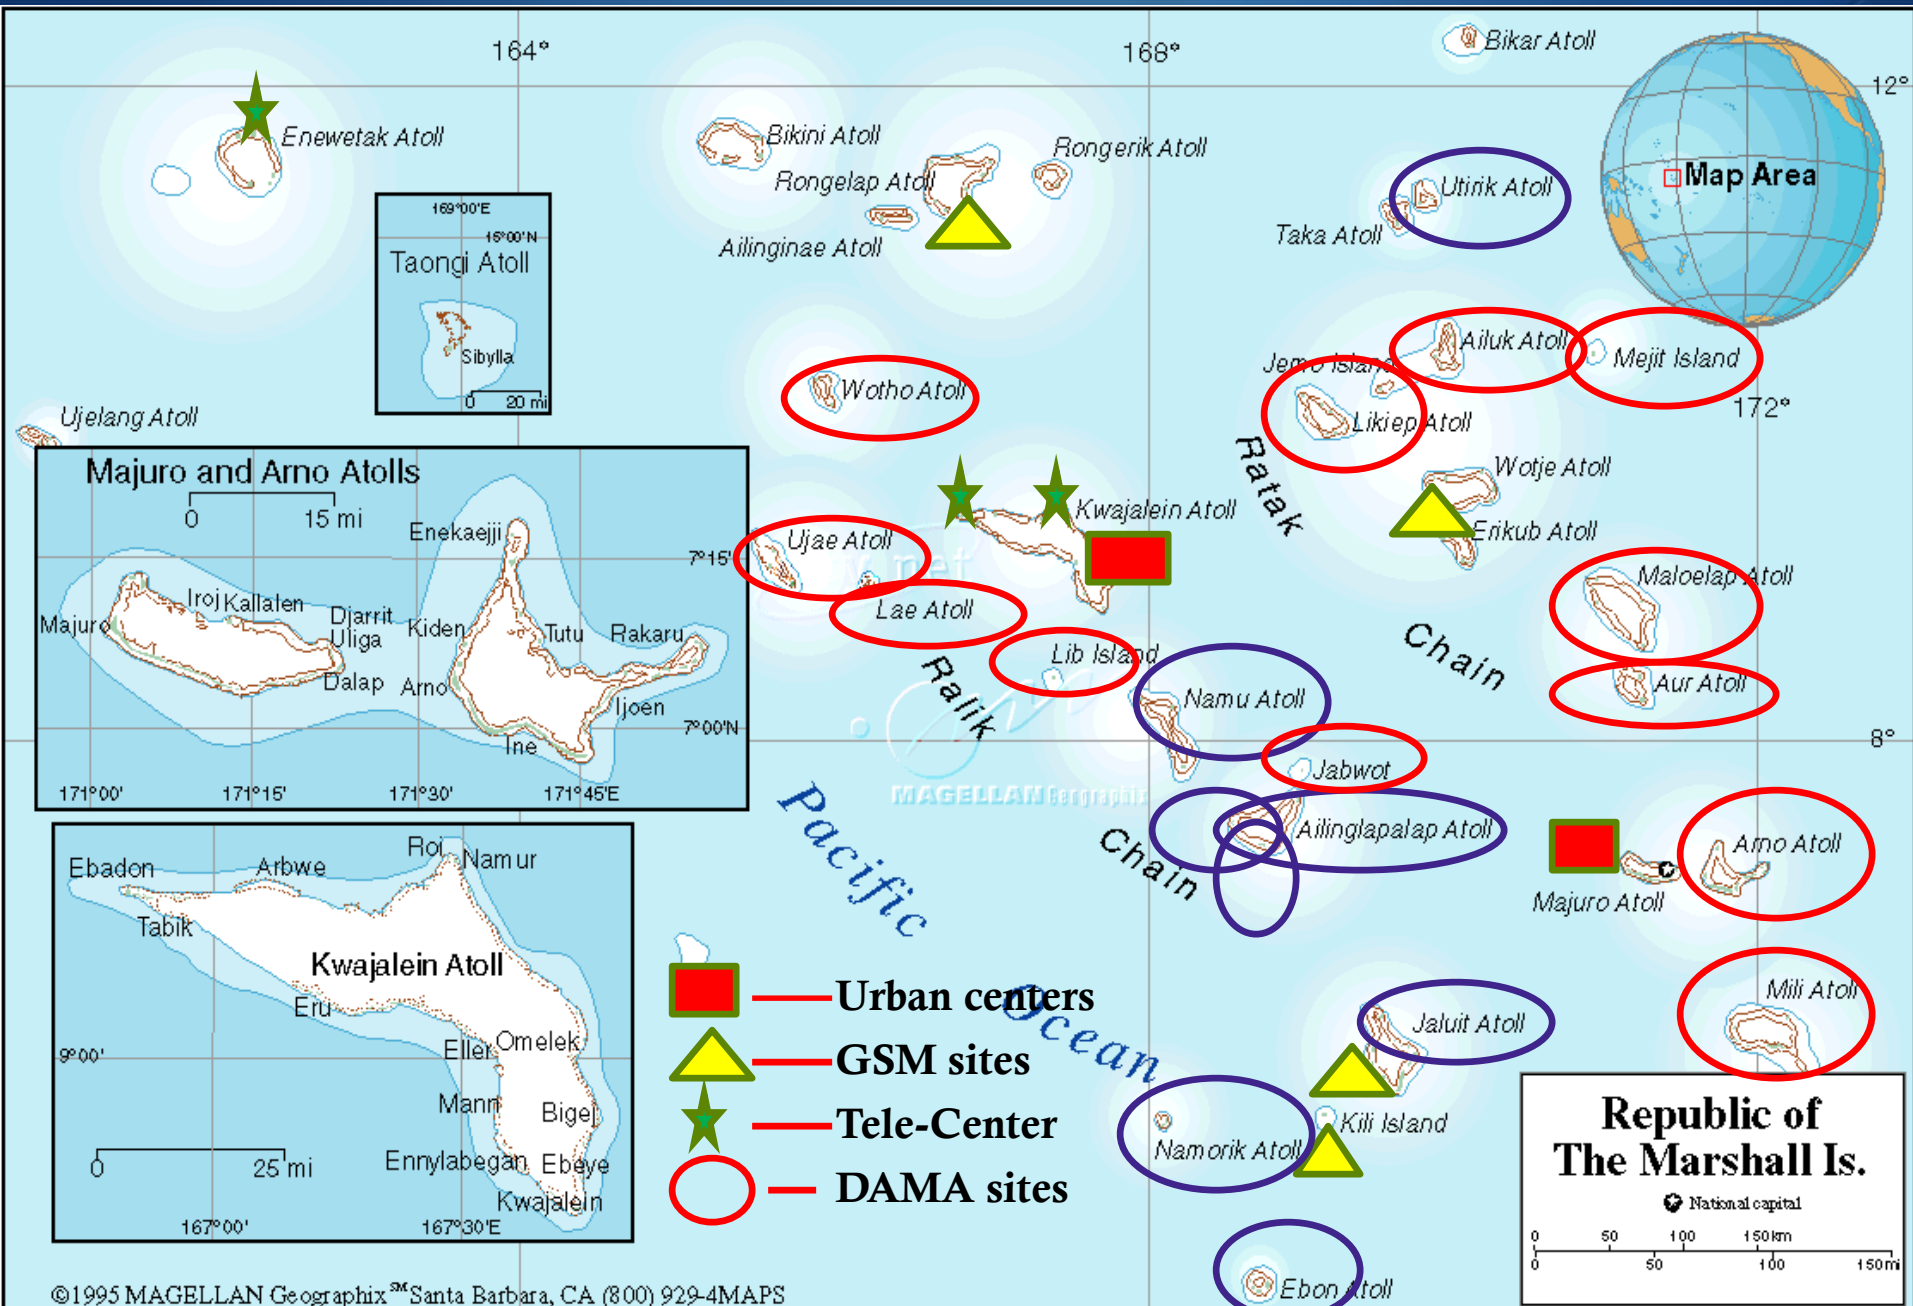 164°
168°
Bikar Atoll
12°
Enewetak Atoll
Bikini Atoll
Rongerik Atoll
Rongelap Atoll
Ailinginae Atoll
Utirik Atoll
Taka Atoll
Map Area
169°00'E
15°00'N
Taongi Atoll
Sibylla
0 20 mi
Ailuk Atoll
Mejit Island
Jemo Island
Likiep Atoll
172°
Wotho Atoll
Ujelang Atoll
Ratak
Chain
Wotje Atoll
Erikub Atoll
Kwajalein Atoll
Ujae Atoll
Lae Atoll
Lib Island
Maloelap Atoll
Aur Atoll
Majuro and Arno Atolls
0 15 mi
Enekaejji
7°15'
Iroj
Kallalen
Djarrit
Uliga
Majuro
Dalap
Kiden
Tutu
Rakaru
Arno
Ijoen
Ine
7°00'N
171°00'
171°15'
171°30'
171°45'E
Ralik
Chain
Namu Atoll
8°
Jabwot
MAGELLAN Geographix
Ailinglapalap Atoll
Arno Atoll
Majuro Atoll
Pacific
Ocean
Mili Atoll
Jaluit Atoll
Kili Island
Namorik Atoll
Ebon Atoll
Roi
Namur
Ebadon
Arbwe
Tabik
Kwajalein Atoll
Eru
Omelek
Eller
9°00'
Mann
Bigej
0 25 mi
Ennylabegan
Ebeye
Kwajalein
167°00'
167°30'E
Urban centers
GSM sites
Tele-Center
DAMA sites
Republic of
The Marshall Is.
National capital
0 50 100 150km
0 50 100 150mi
©1995 MAGELLAN Geographix℠ Santa Barbara, CA (800) 929-4MAPS